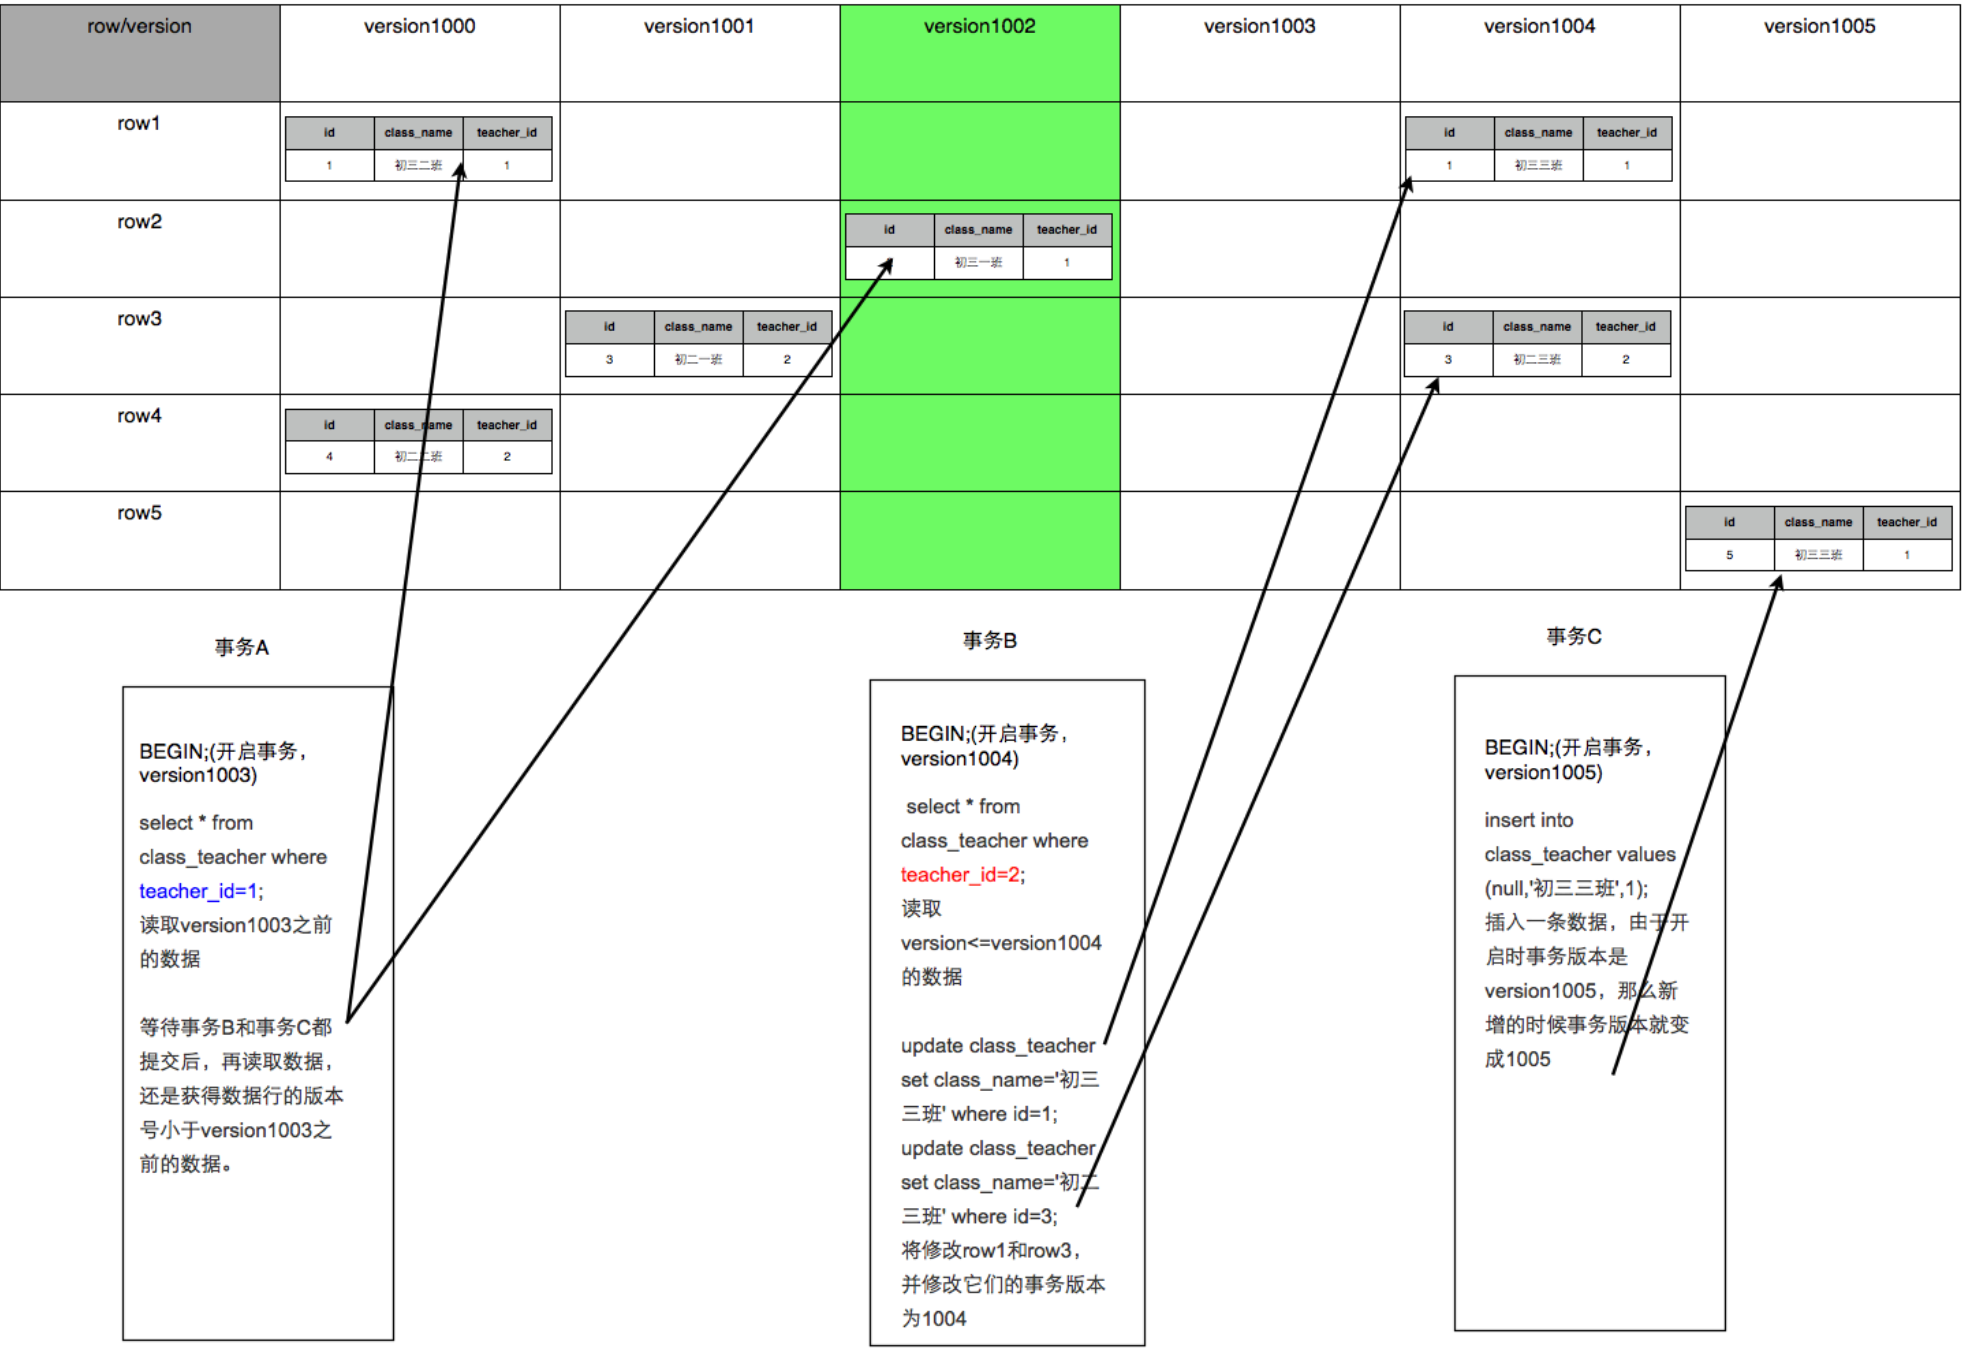 row/version version1000 version1001 version1002 version1003 version1004 version1005
row1
id class_name teacher_id
1 初三二班 1
id class_name teacher_id
1 初三三班 1
row2
id class_name teacher_id
初三一班 1
row3
id class_name teacher_id
3 初二一班 2
id class_name teacher_id
3 初二三班 2
row4
id class_name teacher_id
4 初二二班 2
row5
id class_name teacher_id
5 初三三班 1
事务A
BEGIN;(开启事务，
version1003)
select * from
class_teacher where
teacher_id=1;
读取version1003之前
的数据
等待事务B和事务C都
提交后，再读取数据，
还是获得数据行的版本
号小于version1003之
前的数据。
事务B
BEGIN;(开启事务，
version1004)
select * from
class_teacher where
teacher_id=2;
读取
version<=version1004
的数据
update class_teacher
set class_name='初三
三班' where id=1;
update class_teacher
set class_name='初二
三班' where id=3;
将修改row1和row3，
并修改它们的事务版本
为1004
事务C
BEGIN;(开启事务，
version1005)
insert into
class_teacher values
(null,'初三三班',1);
插入一条数据，由于开
启时事务版本是
version1005，那么新
增的时候事务版本就变
成1005